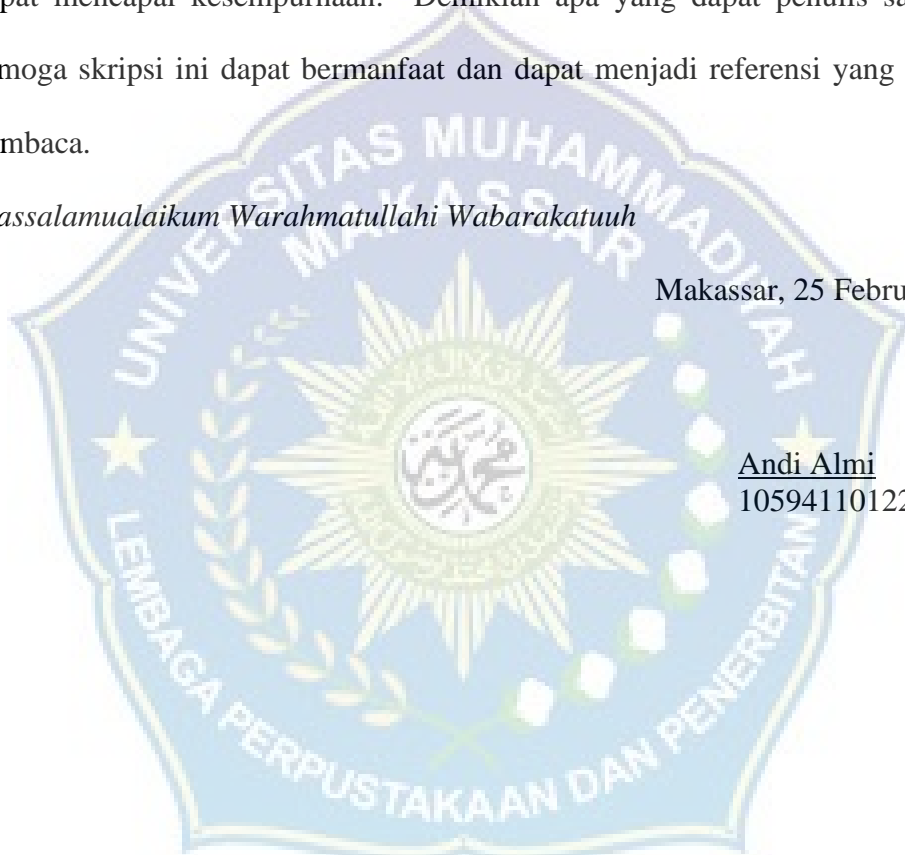 pat mencapai kesempurnaan. Demikian apa yang dapat penulis sa
moga skripsi ini dapat bermanfaat dan dapat menjadi referensi yang
mbaca.
assalamualaikum Warahmatullahi Wabarakatuuh
Makassar, 25 Febru
Andi Almi
10594110122
UNIVERSITAS MUHAMMADIYAH
MAKASSAR
LEMBAGA PERPUSTAKAAN DAN PENERBITAN